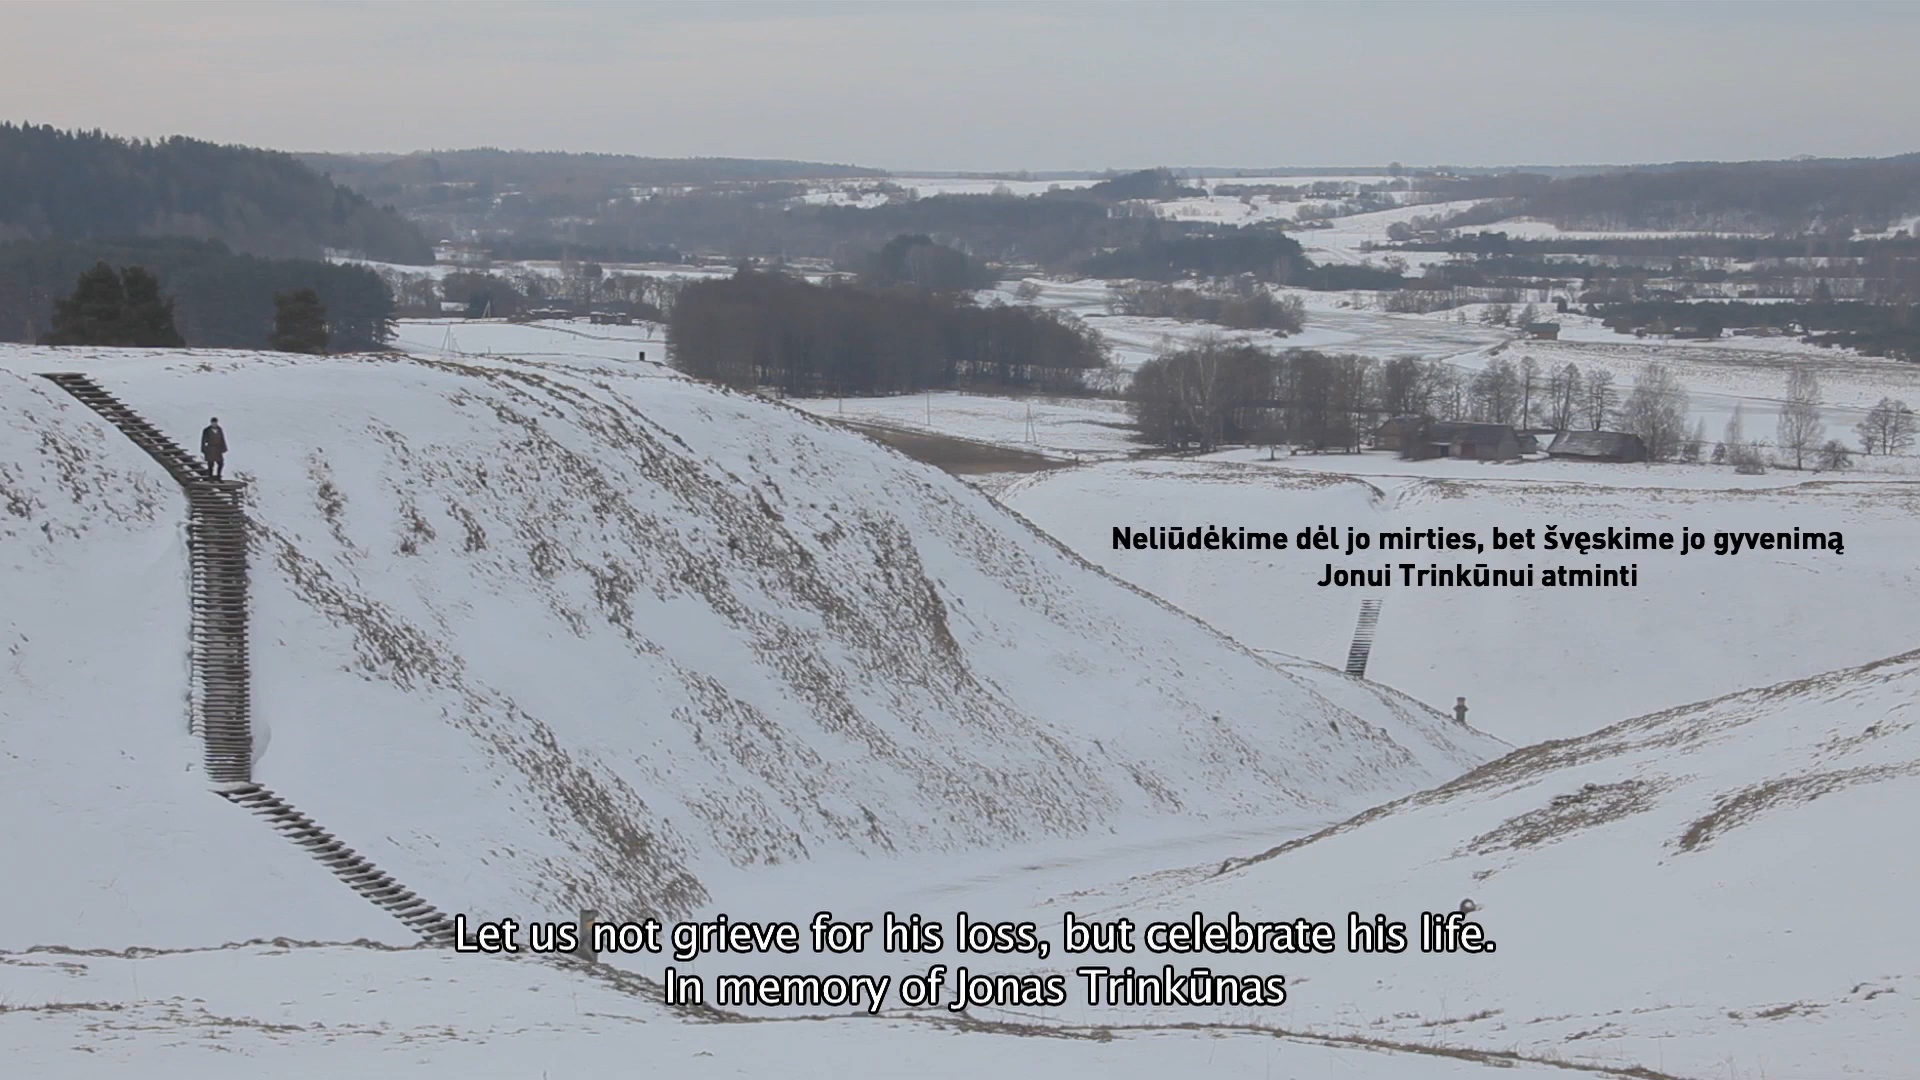 Neliūdėkime dėl jo mirties, bet švęskime jo gyvenimą
Jonui Trinkūnui atminti
Let us not grieve for his loss, but celebrate his life.
In memory of Jonas Trinkūnas